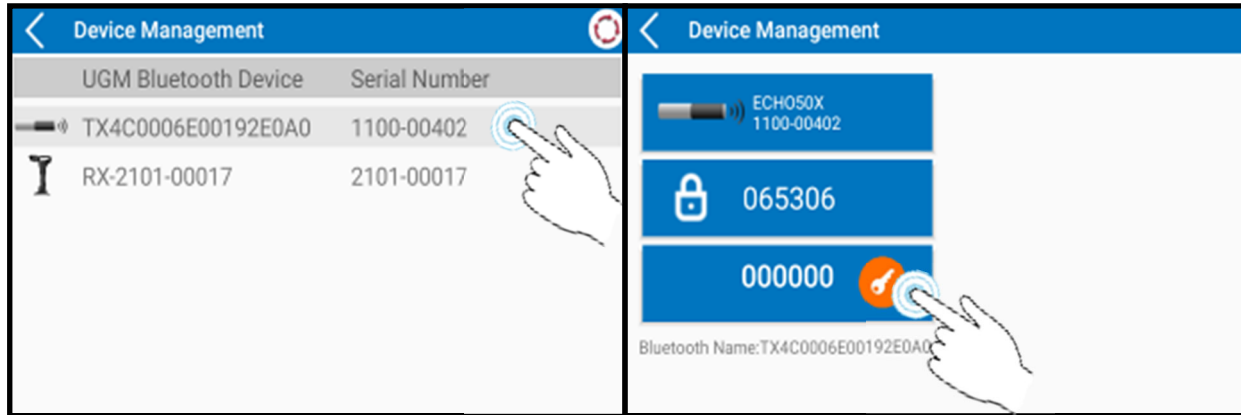 Device Management
UGM Bluetooth Device Serial Number
TX4C0006E00192E0A0 1100-00402
RX-2101-00017 2101-00017
Device Management
ECHO50X
1100-00402
065306
000000
Bluetooth Name:TX4C0006E00192E0A0